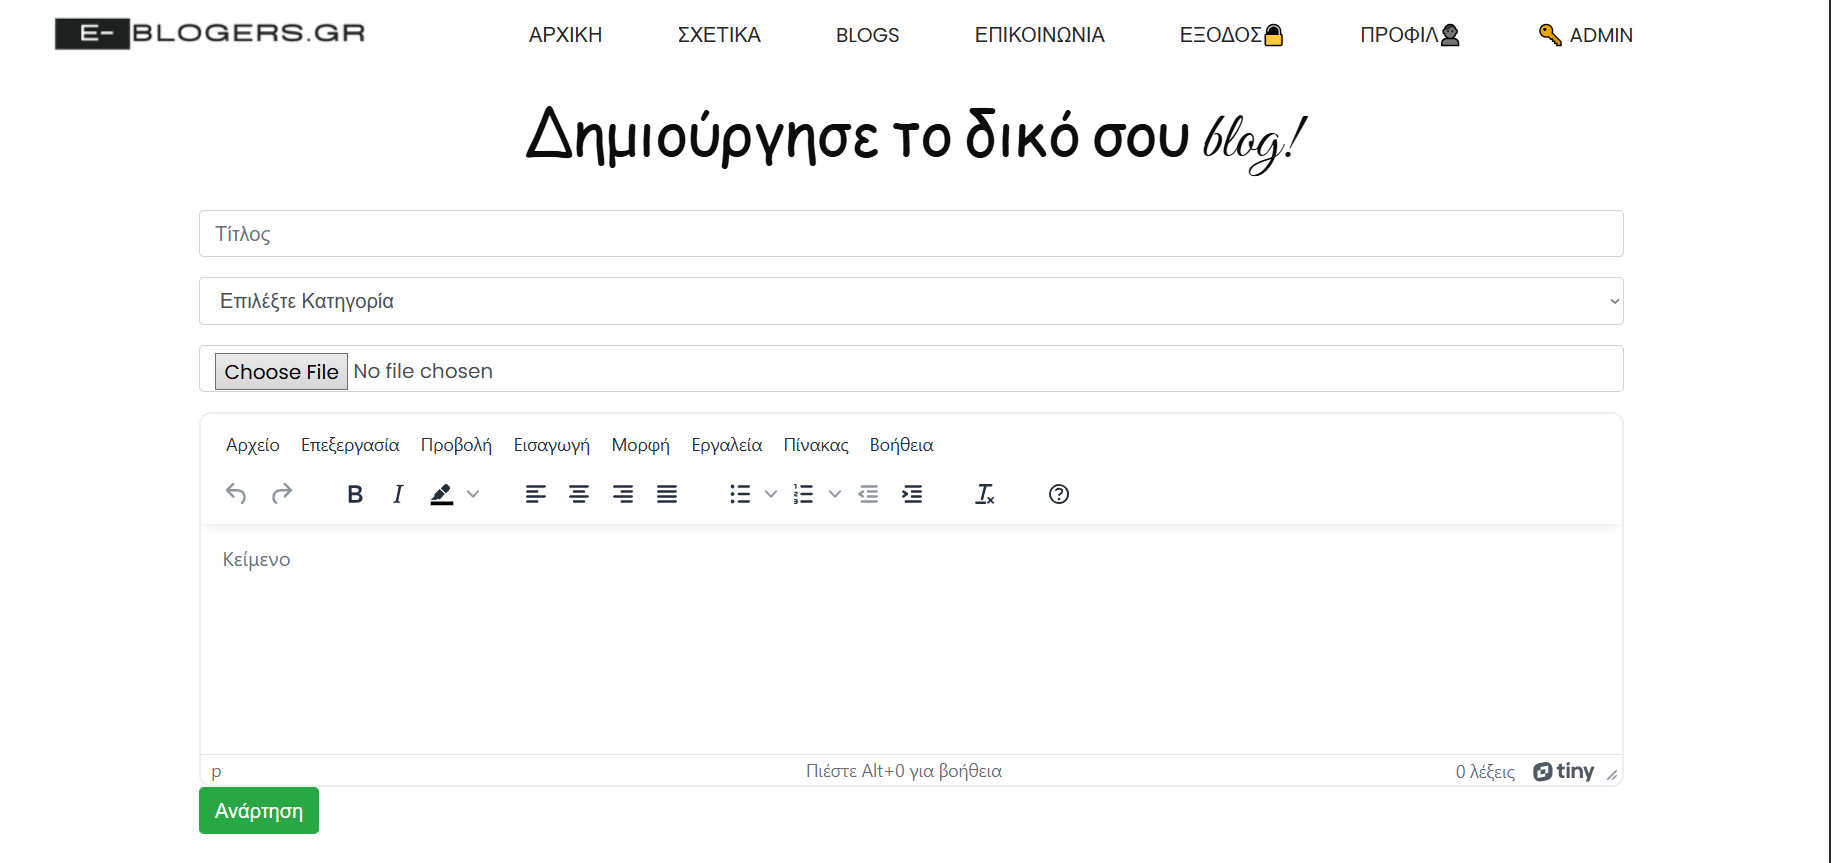 E-BLOGERS.GR
ΑΡΧΙΚΗ ΣΧΕΤΙΚΑ BLOGS ΕΠΙΚΟΙΝΩΝΙΑ ΕΞΟΔΟΣ ΠΡΟΦΙΛ ADMIN
Δημιούργησε το δικό σου blog!
Τίτλος
Επιλέξτε Κατηγορία
Choose File No file chosen
Αρχείο Επεξεργασία Προβολή Εισαγωγή Μορφή Εργαλεία Πίνακας Βοήθεια
Κείμενο
p Πιέστε Alt+0 για βοήθεια 0 λέξεις tiny
Ανάρτηση